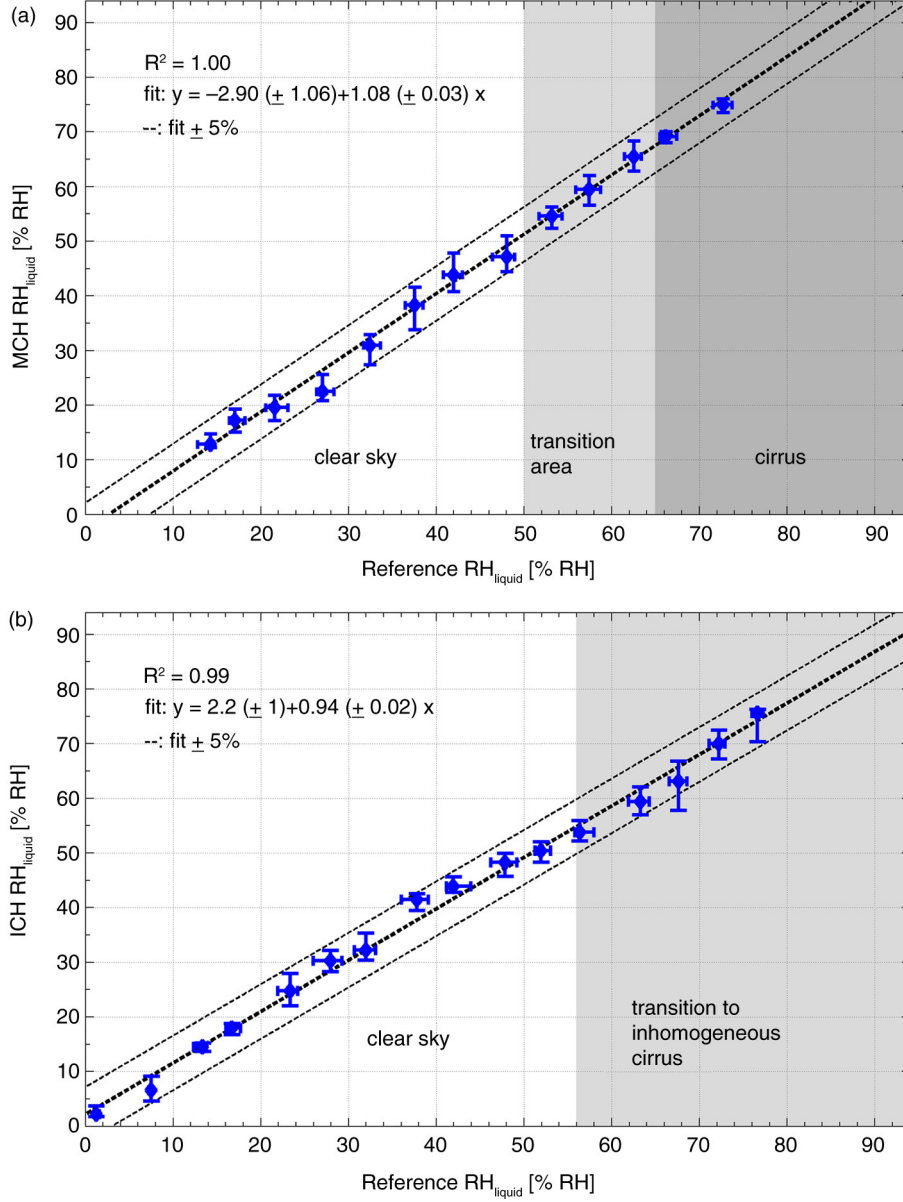 (a)
90
80
70
60
50
40
30
20
10
0
MCH RH_liquid [% RH]
R² = 1.00
fit: y = –2.90 (± 1.06)+1.08 (± 0.03) x
--: fit ± 5%
clear sky
transition
area
cirrus
0 10 20 30 40 50 60 70 80 90
Reference RH_liquid [% RH]
(b)
90
80
70
60
50
40
30
20
10
0
ICH RH_liquid [% RH]
R² = 0.99
fit: y = 2.2 (± 1)+0.94 (± 0.02) x
--: fit ± 5%
clear sky
transition to
inhomogeneous
cirrus
0 10 20 30 40 50 60 70 80 90
Reference RH_liquid [% RH]